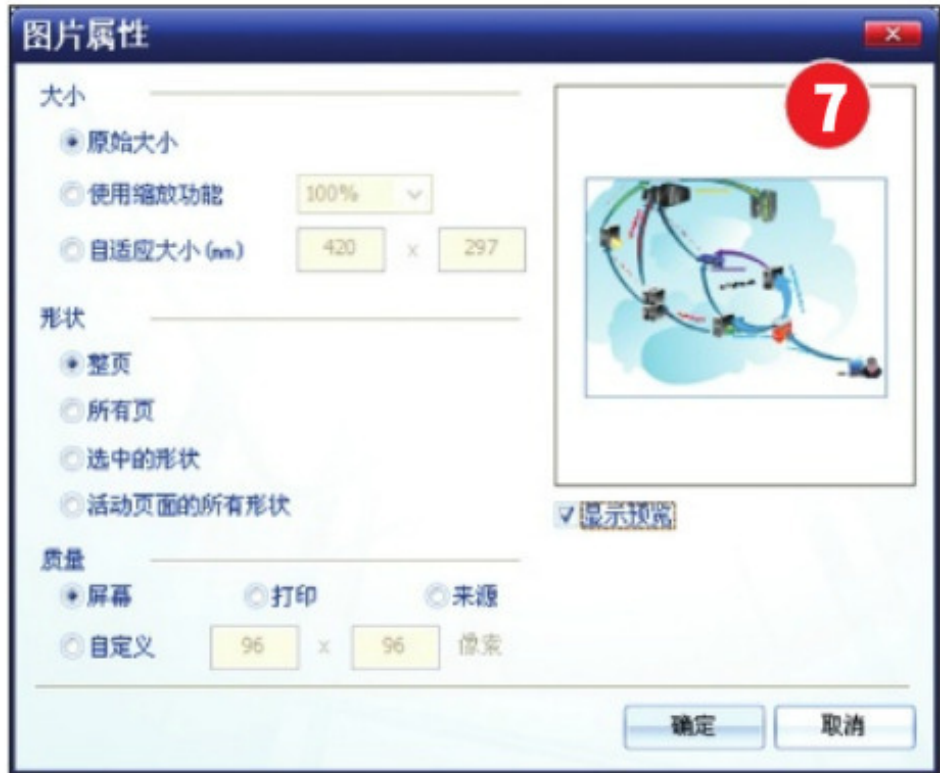 图片属性
7
大小
原始大小
使用缩放功能 100%
自适应大小(mm) 420 x 297
形状
整页
所有页
选中的形状
活动页面的所有形状
显示预览
质量
屏幕 打印 来源
自定义 96 x 96 像素
确定 取消